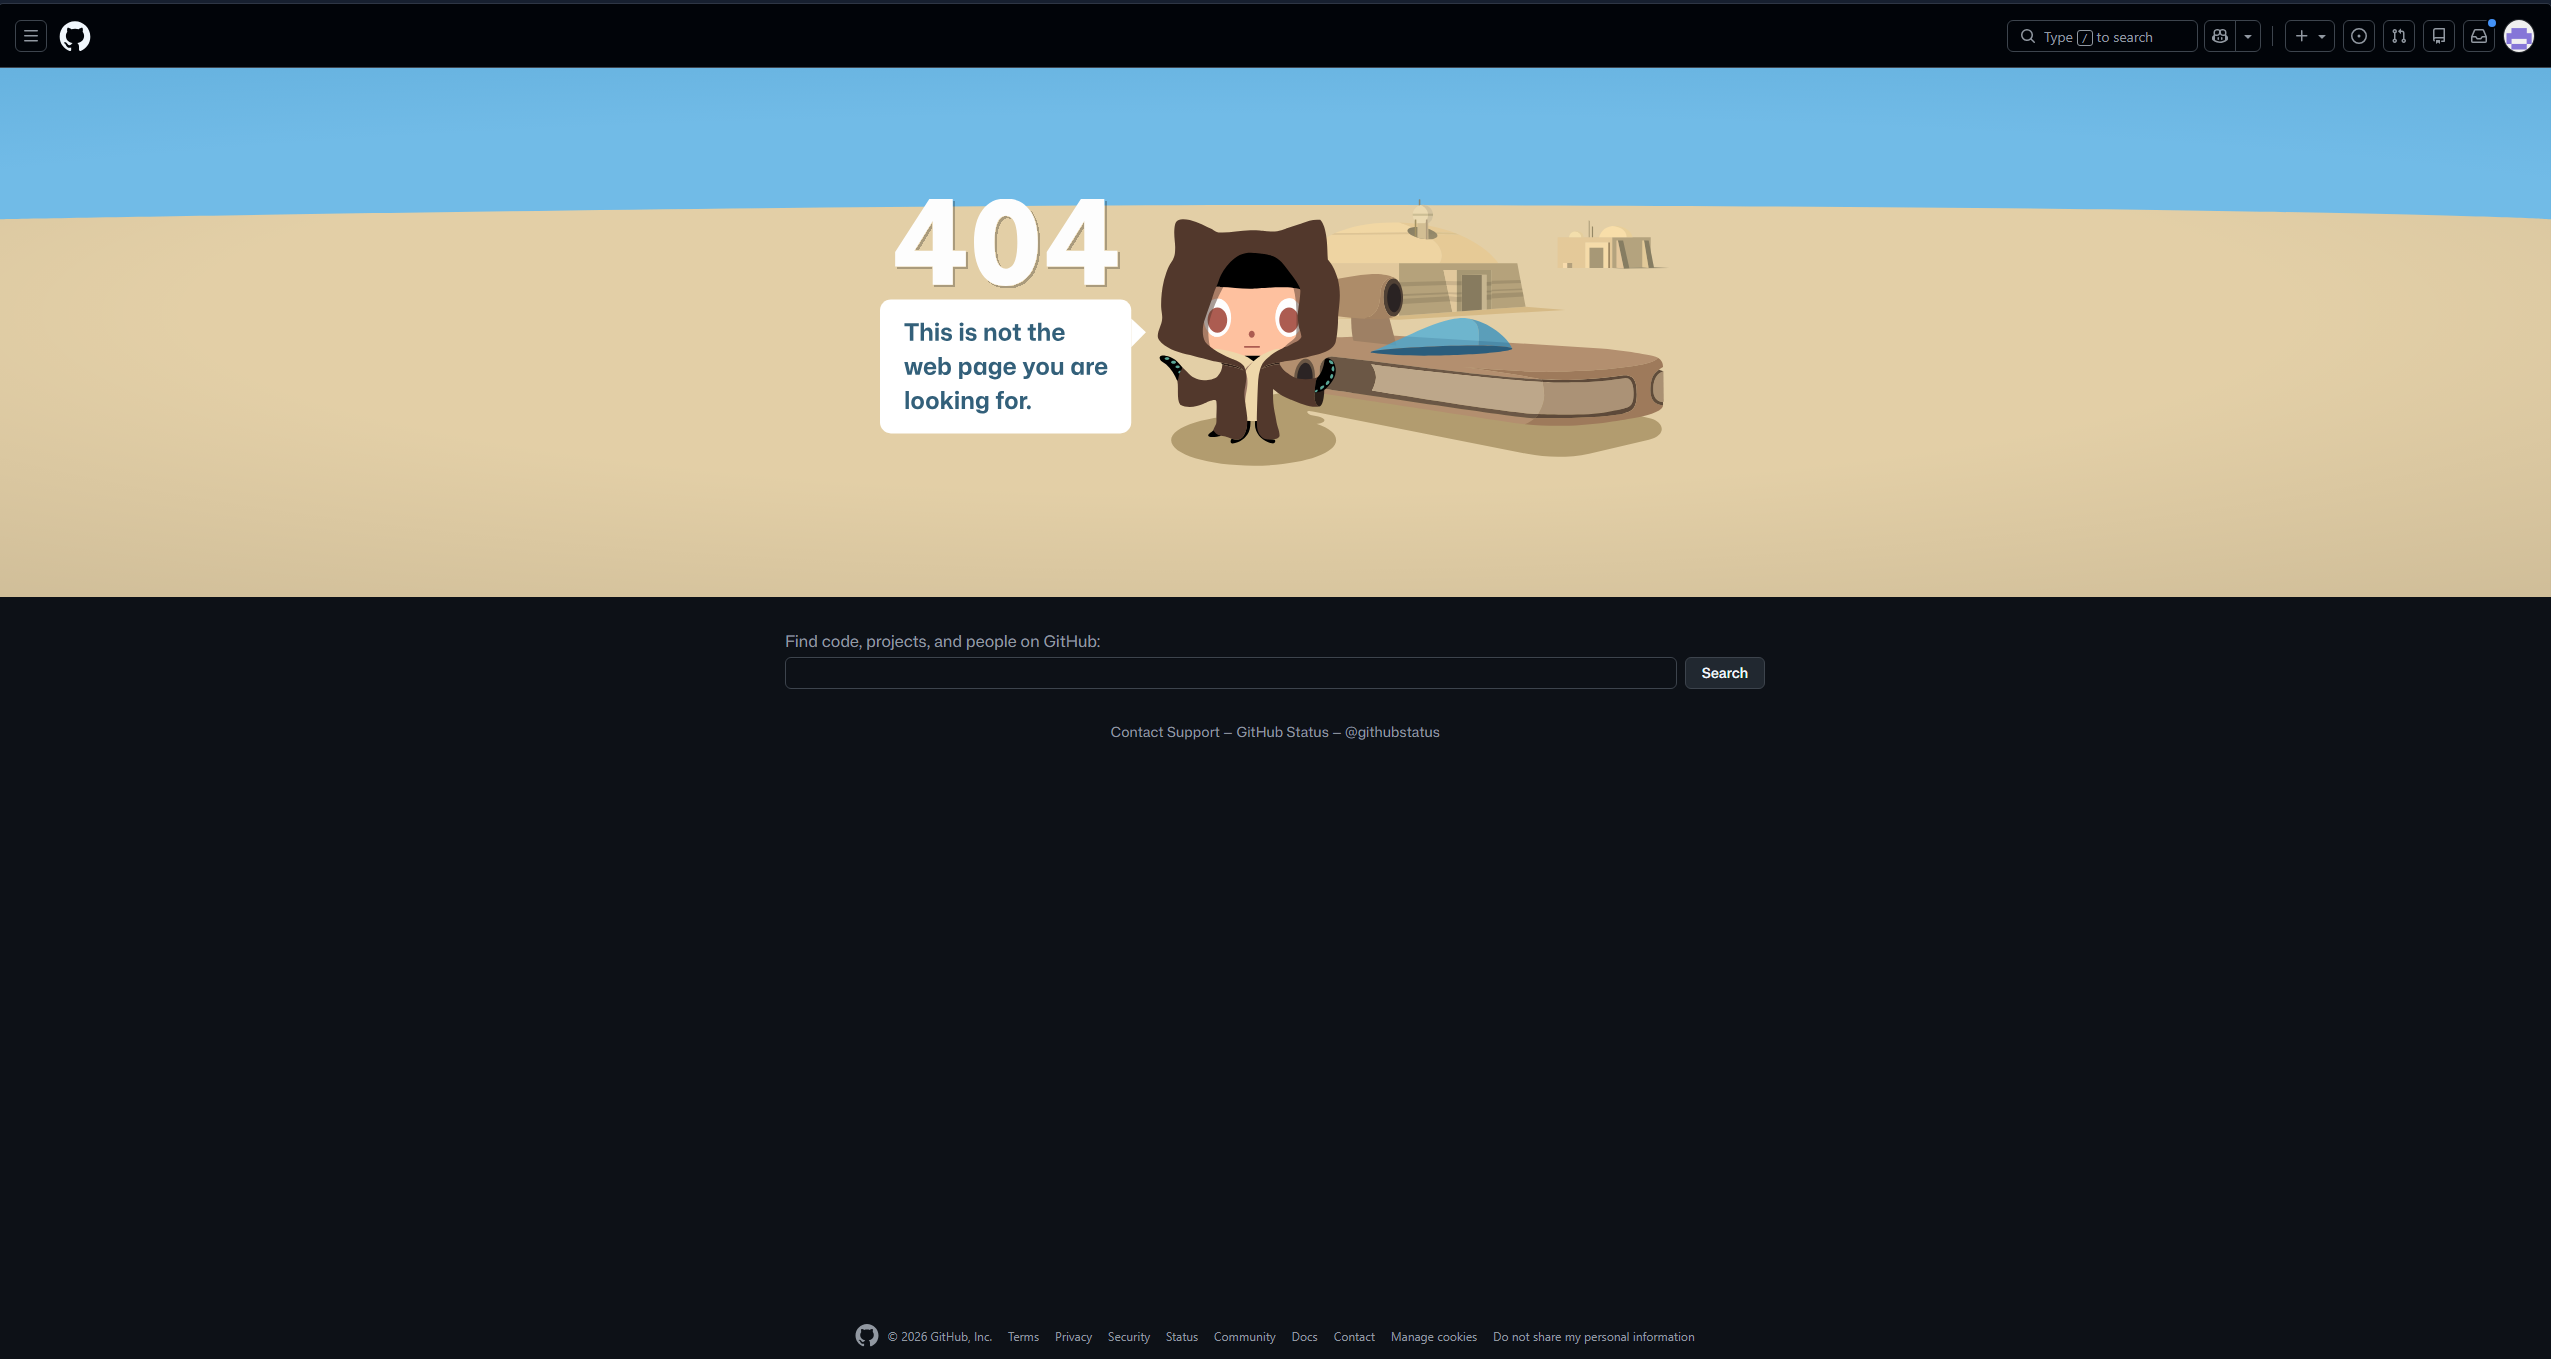 Type / to search
404
This is not the
web page you are
looking for.
Find code, projects, and people on GitHub:
Search
Contact Support — GitHub Status — @githubstatus
© 2026 GitHub, Inc. Terms Privacy Security Status Community Docs Contact Manage cookies Do not share my personal information